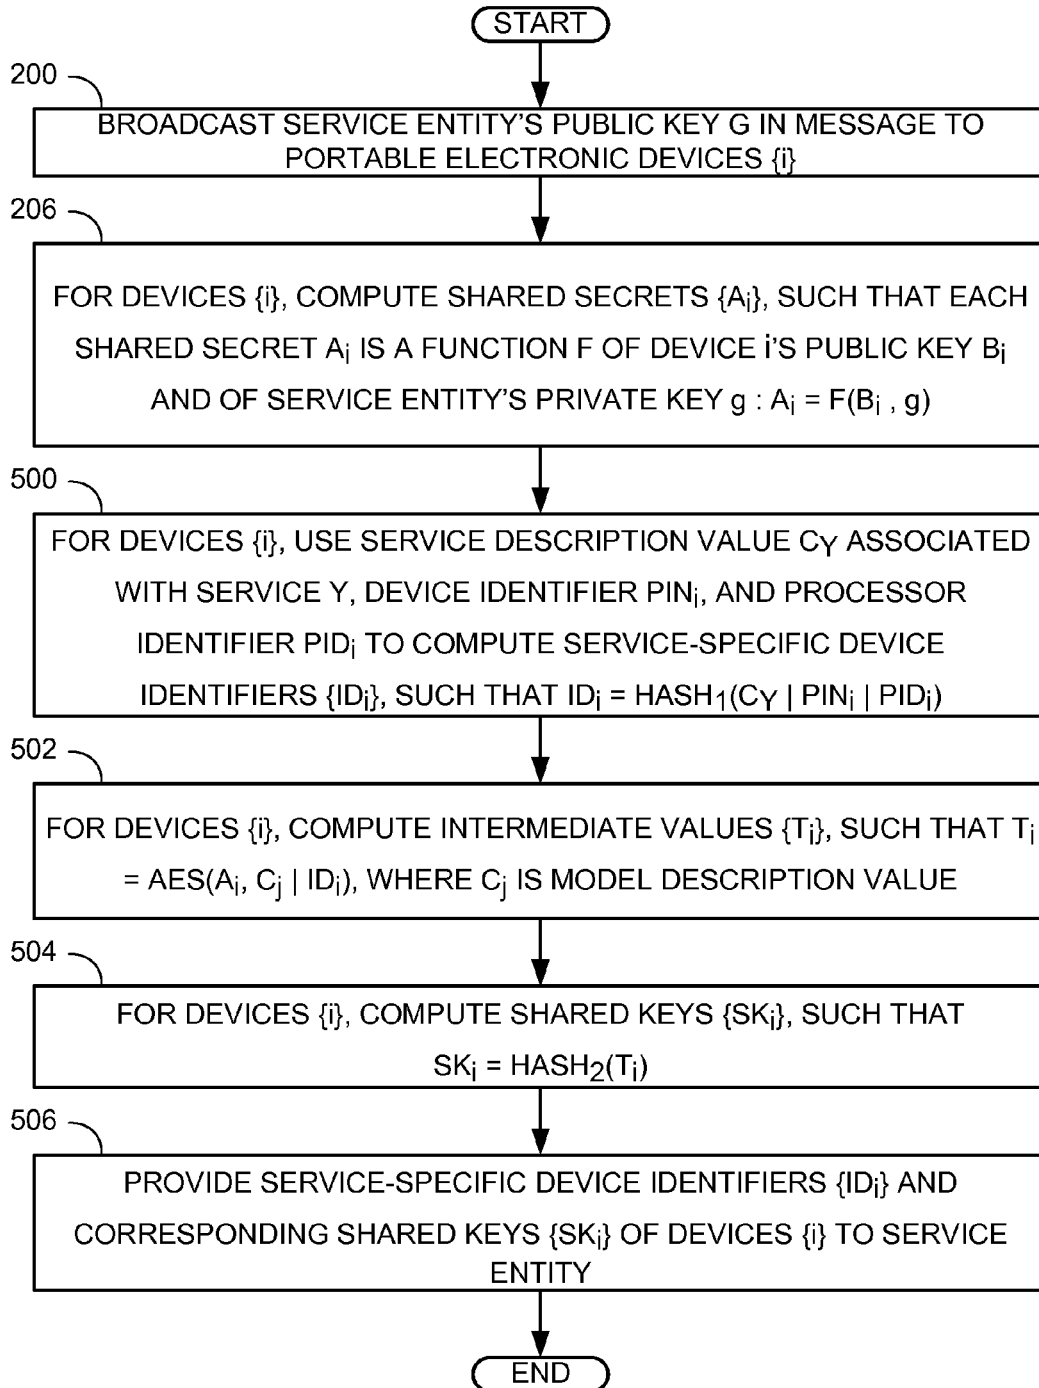 START
200
BROADCAST SERVICE ENTITY'S PUBLIC KEY G IN MESSAGE TO
PORTABLE ELECTRONIC DEVICES {i}
206
FOR DEVICES {i}, COMPUTE SHARED SECRETS {Ai}, SUCH THAT EACH
SHARED SECRET Ai IS A FUNCTION F OF DEVICE i'S PUBLIC KEY Bi
AND OF SERVICE ENTITY'S PRIVATE KEY g : Ai = F(Bi , g)
500
FOR DEVICES {i}, USE SERVICE DESCRIPTION VALUE CY ASSOCIATED
WITH SERVICE Y, DEVICE IDENTIFIER PINi, AND PROCESSOR
IDENTIFIER PIDi TO COMPUTE SERVICE-SPECIFIC DEVICE
IDENTIFIERS {IDi}, SUCH THAT IDi = HASH1(CY | PINi | PIDi)
502
FOR DEVICES {i}, COMPUTE INTERMEDIATE VALUES {Ti}, SUCH THAT Ti
= AES(Ai, Cj | IDi), WHERE Cj IS MODEL DESCRIPTION VALUE
504
FOR DEVICES {i}, COMPUTE SHARED KEYS {SKi}, SUCH THAT
SKi = HASH2(Ti)
506
PROVIDE SERVICE-SPECIFIC DEVICE IDENTIFIERS {IDi} AND
CORRESPONDING SHARED KEYS {SKi} OF DEVICES {i} TO SERVICE
ENTITY
END